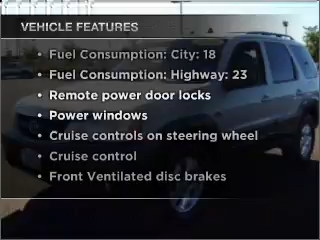 VEHICLE FEATURES
• Fuel Consumption: City: 18
• Fuel Consumption: Highway: 23
• Remote power door locks
• Power windows
• Cruise controls on steering wheel
• Cruise control
• Front Ventilated disc brakes